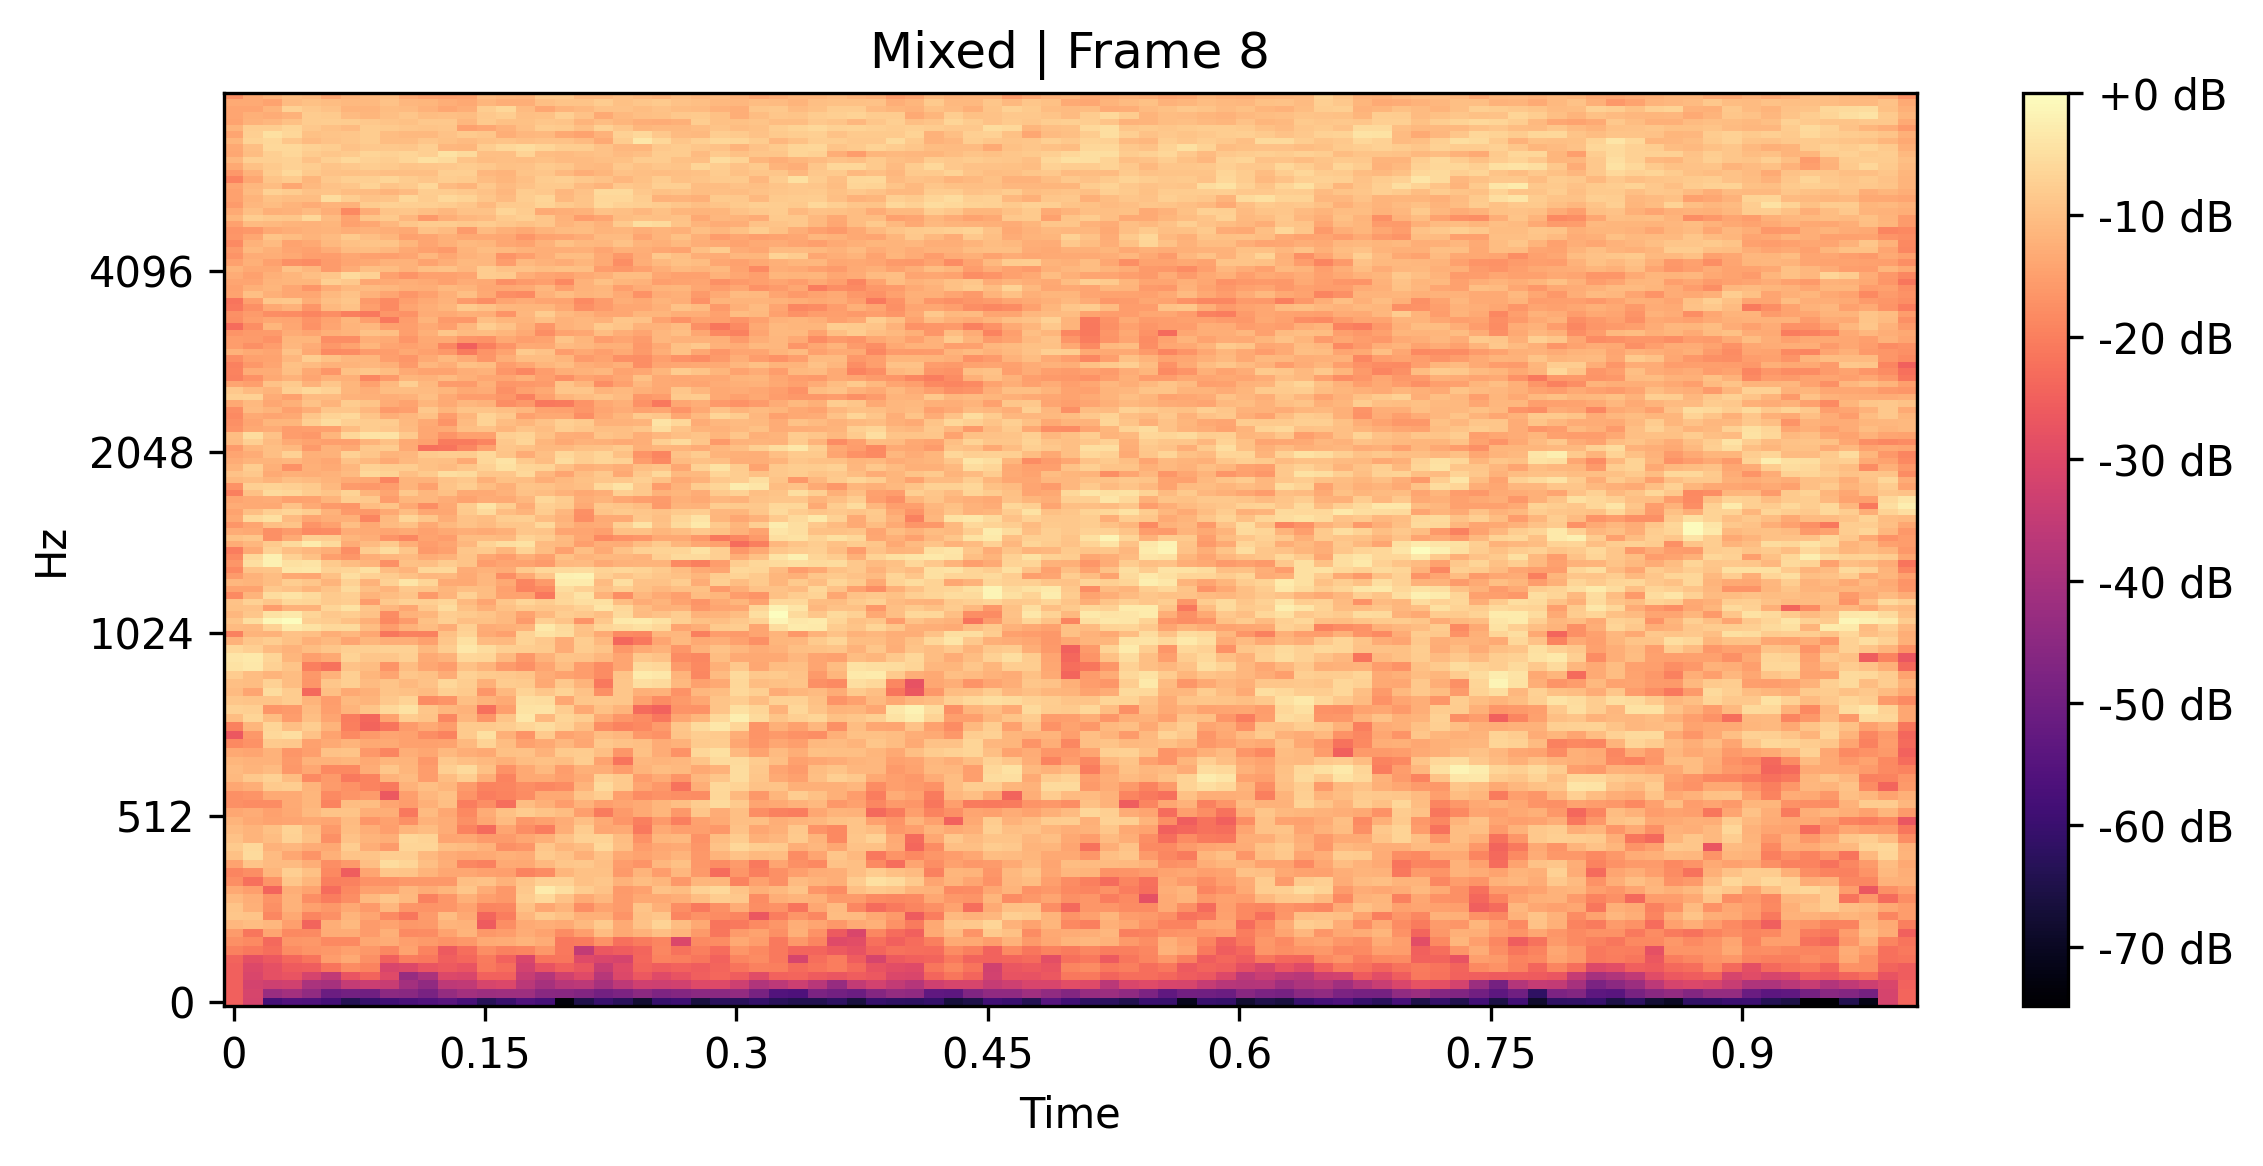 Mixed | Frame 8
+0 dB
-10 dB
-20 dB
-30 dB
-40 dB
-50 dB
-60 dB
-70 dB
Hz
4096
2048
1024
512
0
0 0.15 0.3 0.45 0.6 0.75 0.9
Time